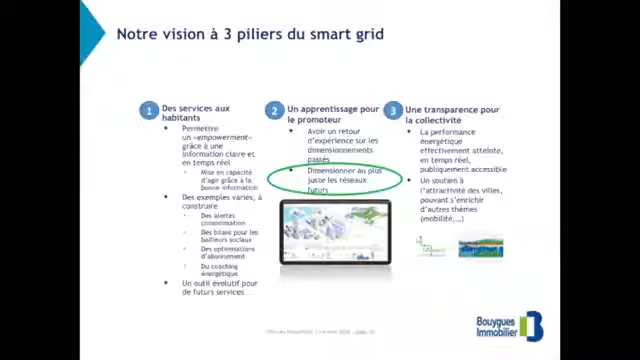 Notre vision à 3 piliers du smart grid
1
Des services aux
habitants
Permettre
un «empowerment»
grâce à une
information claire et
en temps réel
Mise en capacité
d'agir grâce à la
bonne information
Des exemples variés, à
construire
Des alertes
consommation
Des bilans pour les
bailleurs sociaux
Des optimisations
d'abonnement
Du coaching
énergétique
Un outil évolutif pour
de futurs services...
2
Un apprentissage pour
le promoteur
Avoir un retour
d'expérience sur les
dimensionnements
passés
Dimensionner au plus
juste les réseaux
futurs
3
Une transparence pour
la collectivité
La performance
énergétique
effectivement atteinte,
en temps réel,
publiquement accessible
Un soutien à
l'attractivité des villes,
pouvant s'enrichir
d'autres thèmes
(mobilité,...)
Bouygues
Immobilier